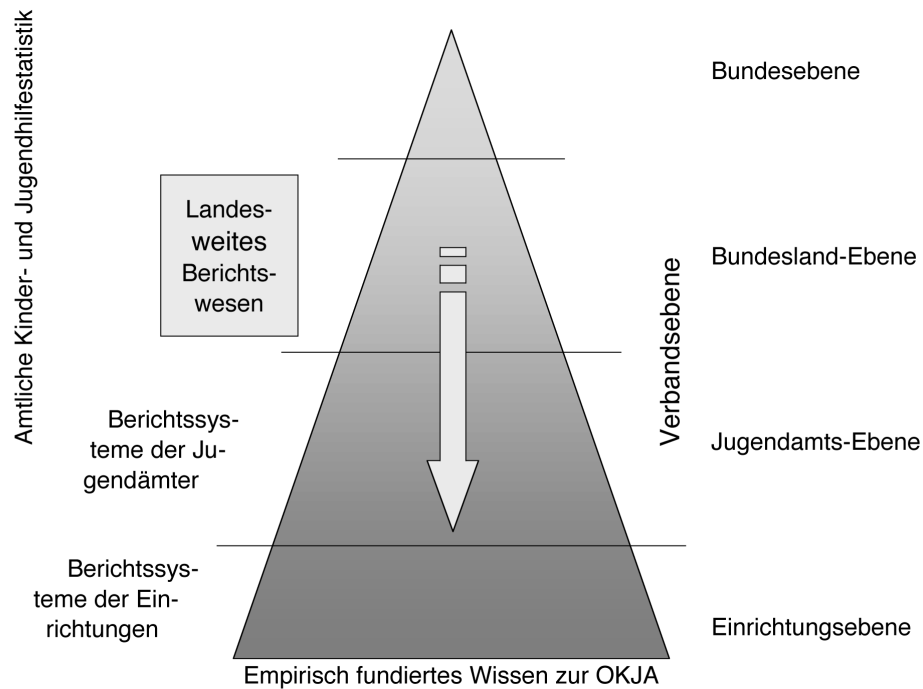 Amtliche Kinder- und Jugendhilfestatistik
Landes-
weites
Berichts-
wesen
Berichtssys-
teme der Ju-
gendämter
Berichtssys-
teme der Ein-
richtungen
Verbandsebene
Bundesebene
Bundesland-Ebene
Jugendamts-Ebene
Einrichtungsebene
Empirisch fundiertes Wissen zur OKJA